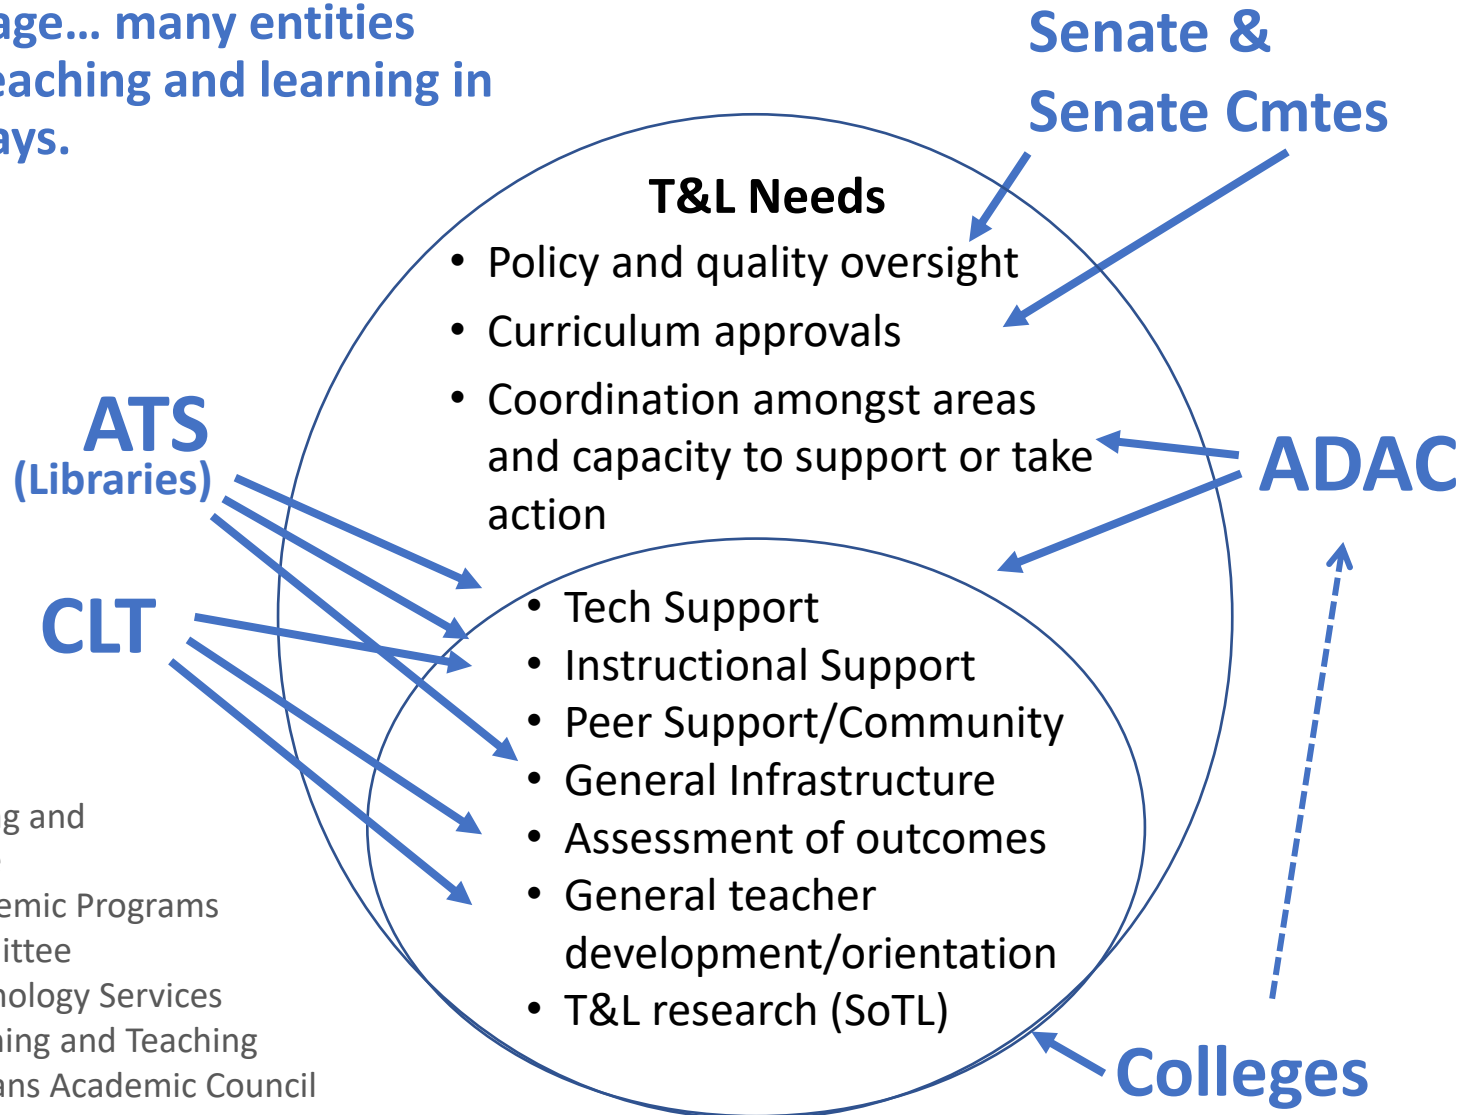 age... many entities
eaching and learning in
ays.
Senate &
Senate Cmtes
T&L Needs
• Policy and quality oversight
• Curriculum approvals
• Coordination amongst areas
and capacity to support or take
action
ATS
(Libraries)
ADAC
CLT
• Tech Support
• Instructional Support
• Peer Support/Community
• General Infrastructure
• Assessment of outcomes
• General teacher
development/orientation
• T&L research (SoTL)
g and
emic Programs
ittee
nology Services
ning and Teaching
ans Academic Council
Colleges